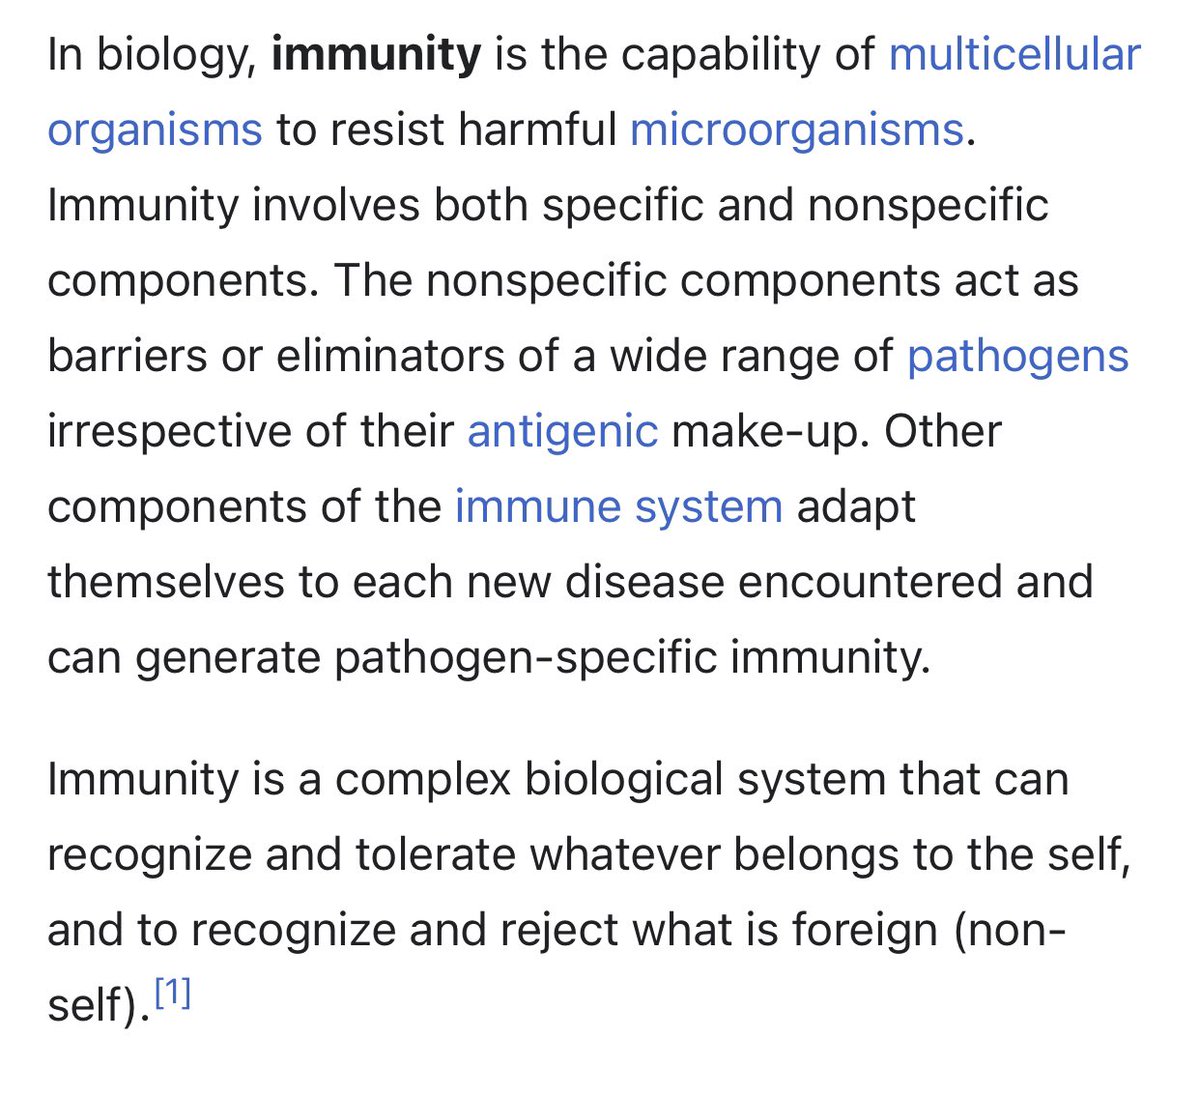 In biology, immunity is the capability of multicellular
organisms to resist harmful microorganisms.
Immunity involves both specific and nonspecific
components. The nonspecific components act as
barriers or eliminators of a wide range of pathogens
irrespective of their antigenic make-up. Other
components of the immune system adapt
themselves to each new disease encountered and
can generate pathogen-specific immunity.
Immunity is a complex biological system that can
recognize and tolerate whatever belongs to the self,
and to recognize and reject what is foreign (non-
self).[1]